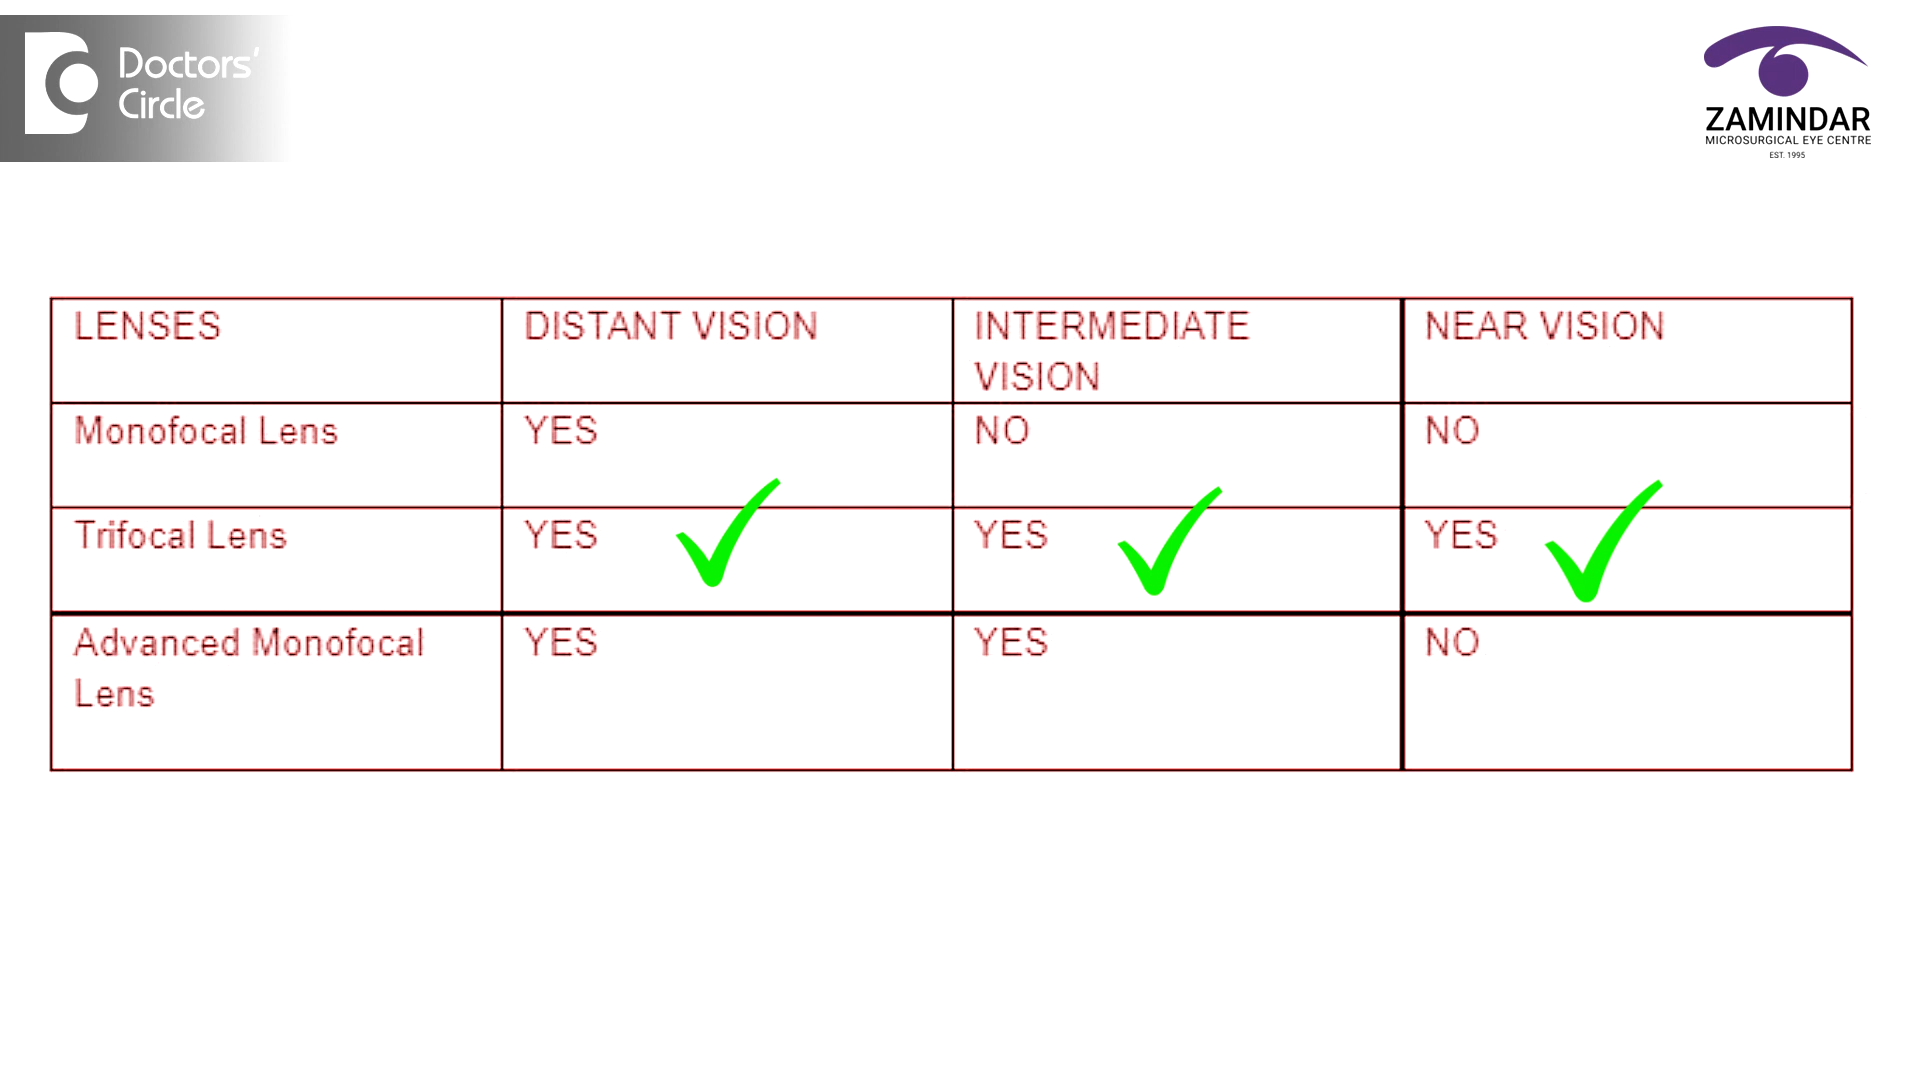 Doctors'
Circle
ZAMINDAR
MICROSURGICAL EYE CENTRE
EST. 1995
LENSES
DISTANT VISION
INTERMEDIATE
VISION
NEAR VISION
Monofocal Lens
YES
NO
NO
Trifocal Lens
YES
YES
YES
Advanced Monofocal
Lens
YES
YES
NO